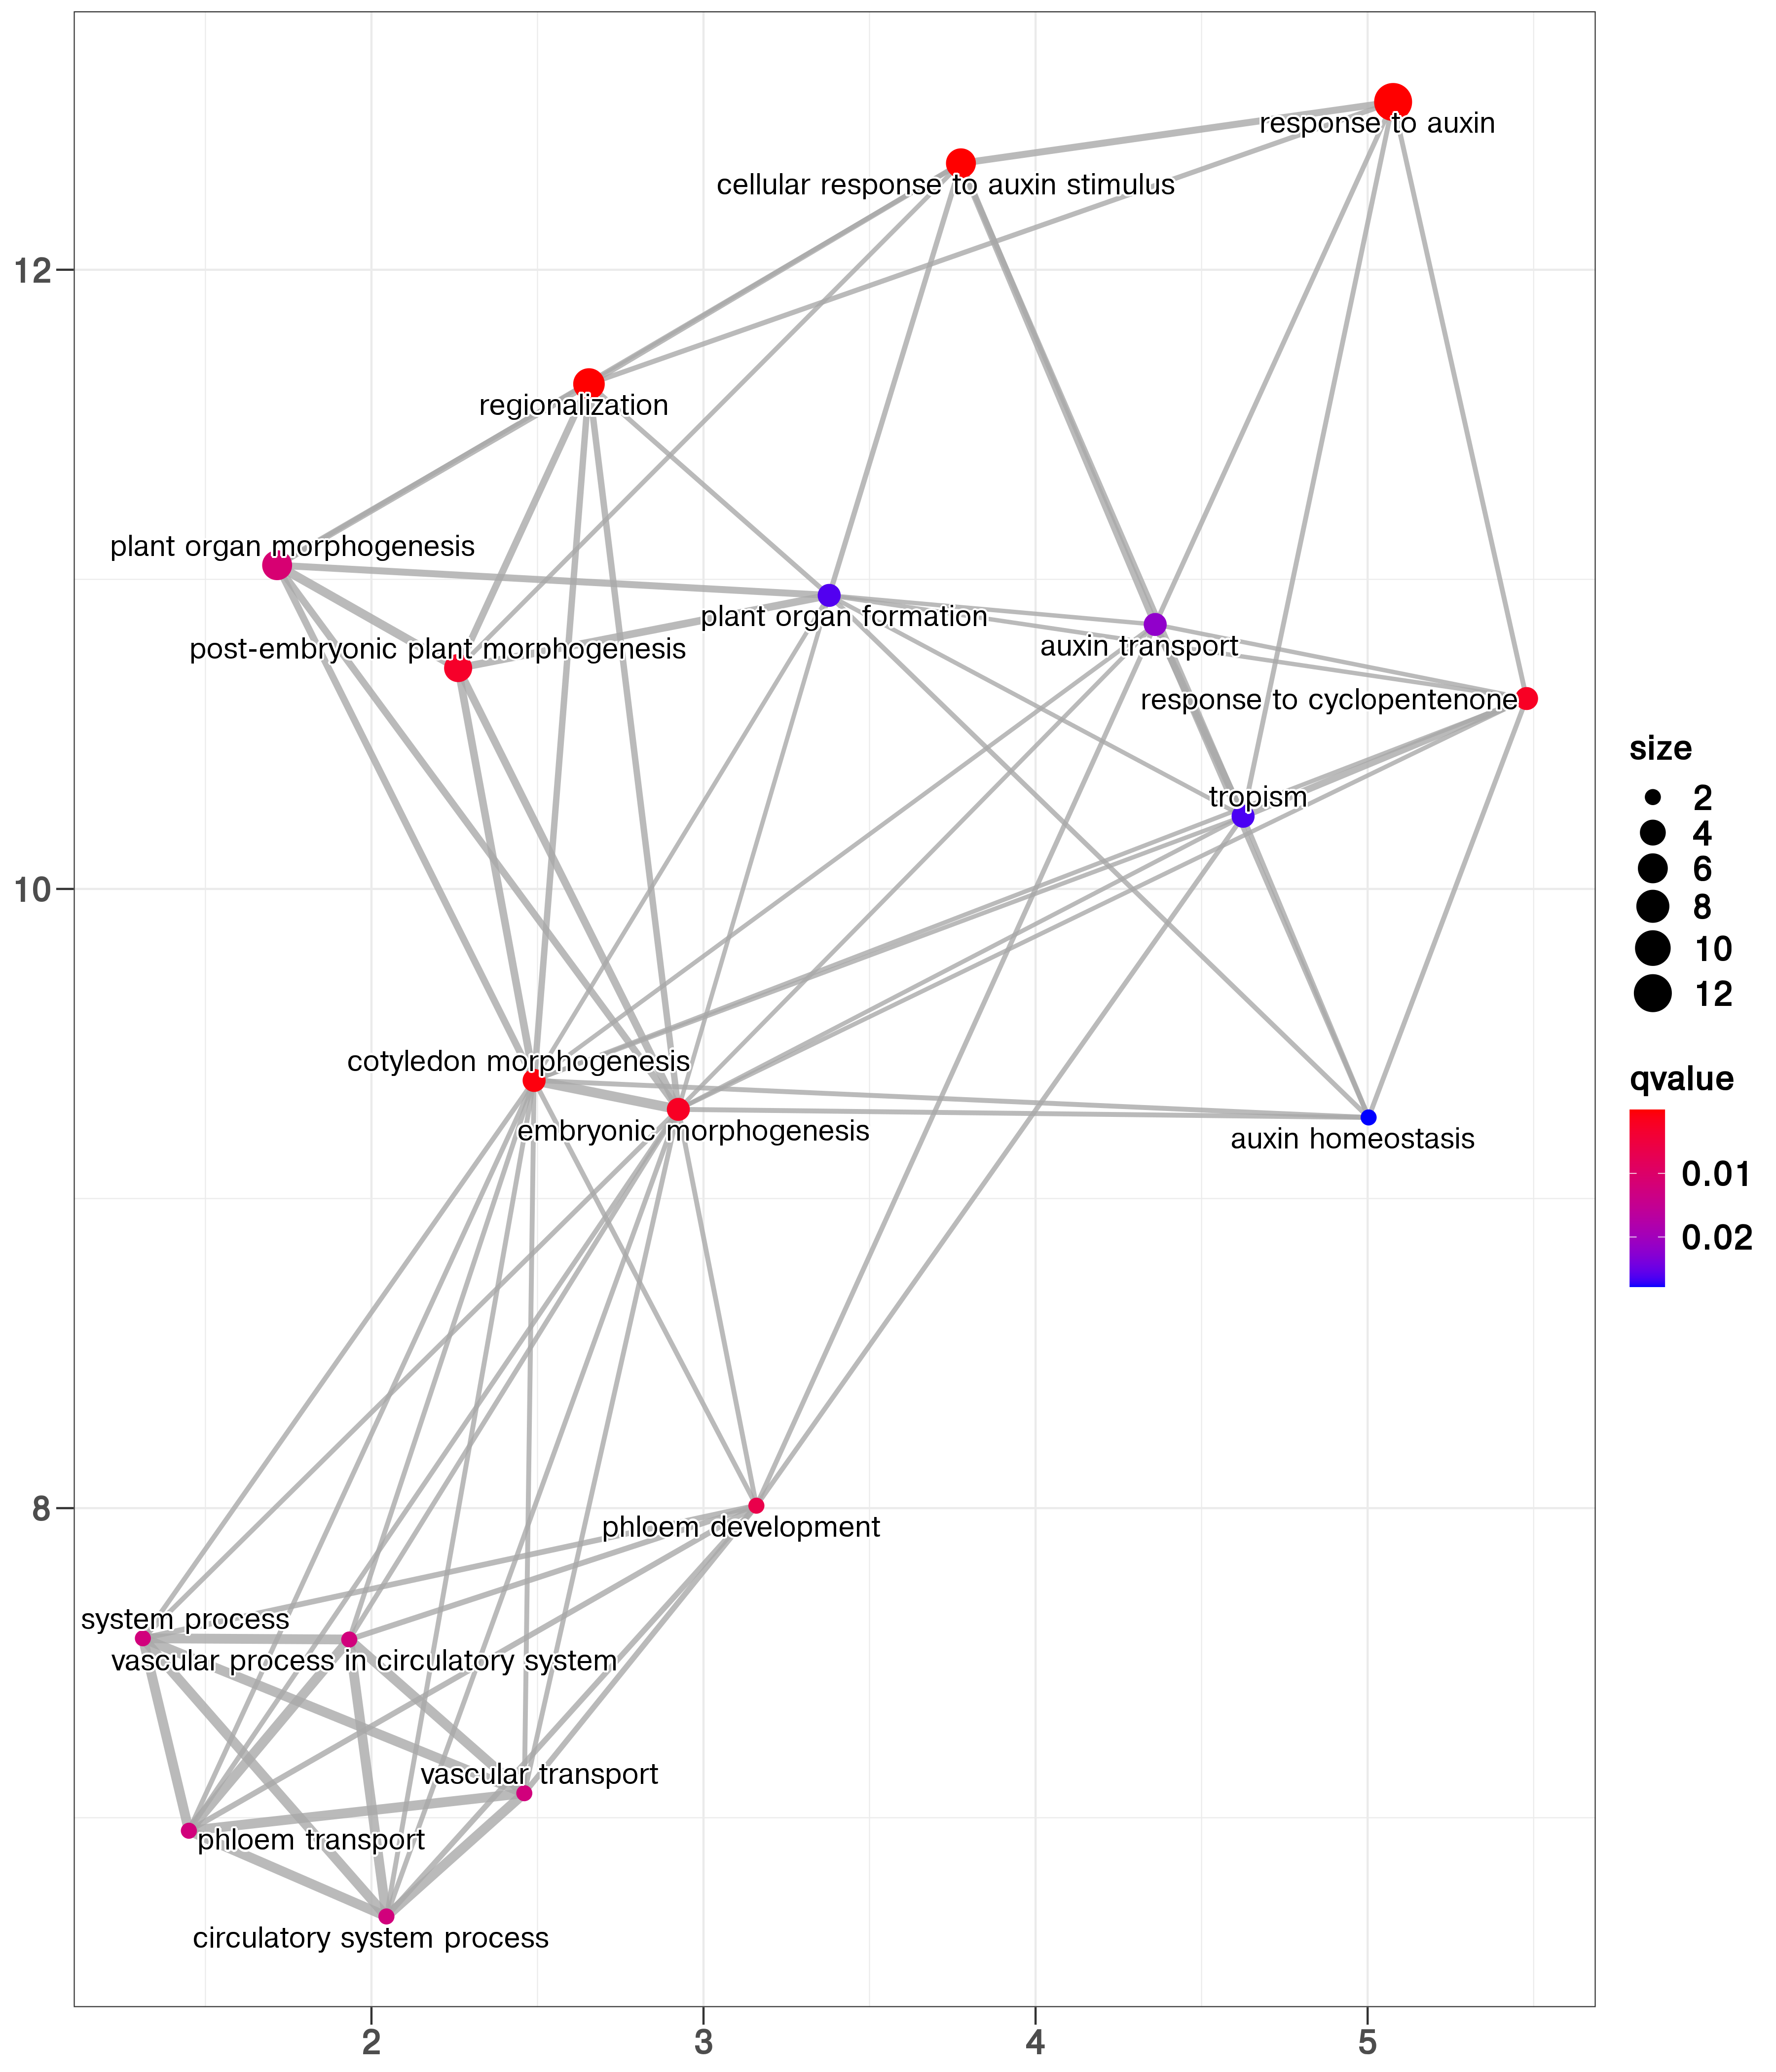 response to auxin
cellular response to auxin stimulus
12
regionalization
plant organ morphogenesis
plant organ formation
auxin transport
post-embryonic plant morphogenesis
response to cyclopentenone
tropism
10
cotyledon morphogenesis
embryonic morphogenesis
auxin homeostasis
8
phloem development
system process
vascular process in circulatory system
vascular transport
phloem transport
circulatory system process
2
3
4
5
size
2
4
6
8
10
12
qvalue
0.01
0.02